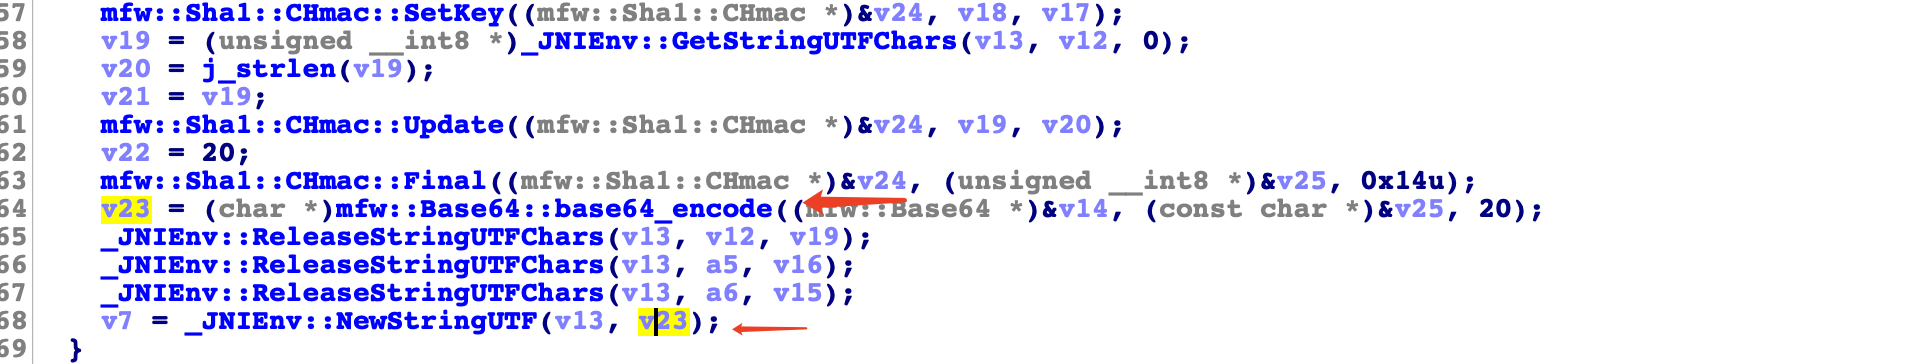 57 mfw::Sha1::CHmac::SetKey((mfw::Sha1::CHmac *)&v24, v18, v17);
58 v19 = (unsigned __int8 *)_JNIEnv::GetStringUTFChars(v13, v12, 0);
59 v20 = j_strlen(v19);
60 v21 = v19;
61 mfw::Sha1::CHmac::Update((mfw::Sha1::CHmac *)&v24, v19, v20);
62 v22 = 20;
63 mfw::Sha1::CHmac::Final((mfw::Sha1::CHmac *)&v24, (unsigned __int8 *)&v25, 0x14u);
64 v23 = (char *)mfw::Base64::base64_encode((mfw::Base64 *)&v14, (const char *)&v25, 20);
65 _JNIEnv::ReleaseStringUTFChars(v13, v12, v19);
66 _JNIEnv::ReleaseStringUTFChars(v13, a5, v16);
67 _JNIEnv::ReleaseStringUTFChars(v13, a6, v15);
68 v7 = _JNIEnv::NewStringUTF(v13, v23);
69 }